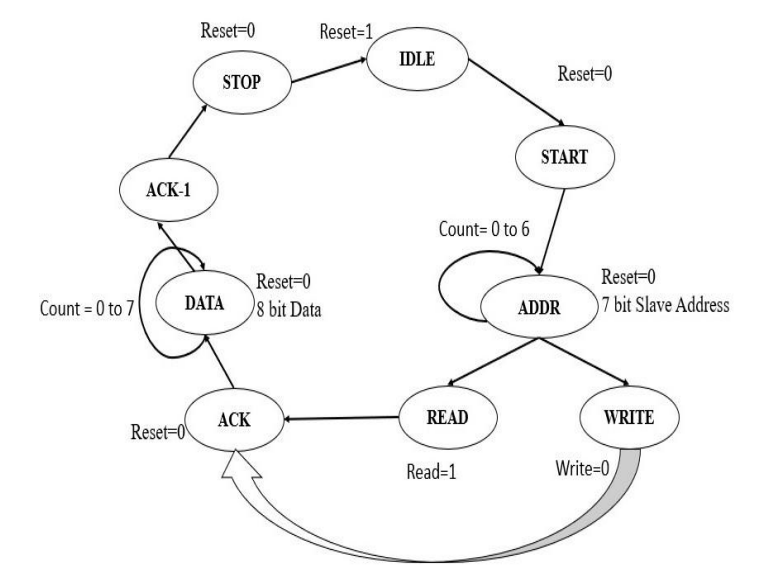 Reset=0
Reset=1
IDLE
STOP
Reset=0
START
ACK-1
Count= 0 to 6
Reset=0
8 bit Data
Reset=0
7 bit Slave Address
Count = 0 to 7
DATA
ADDR
ACK
READ
WRITE
Reset=0
Read=1
Write=0